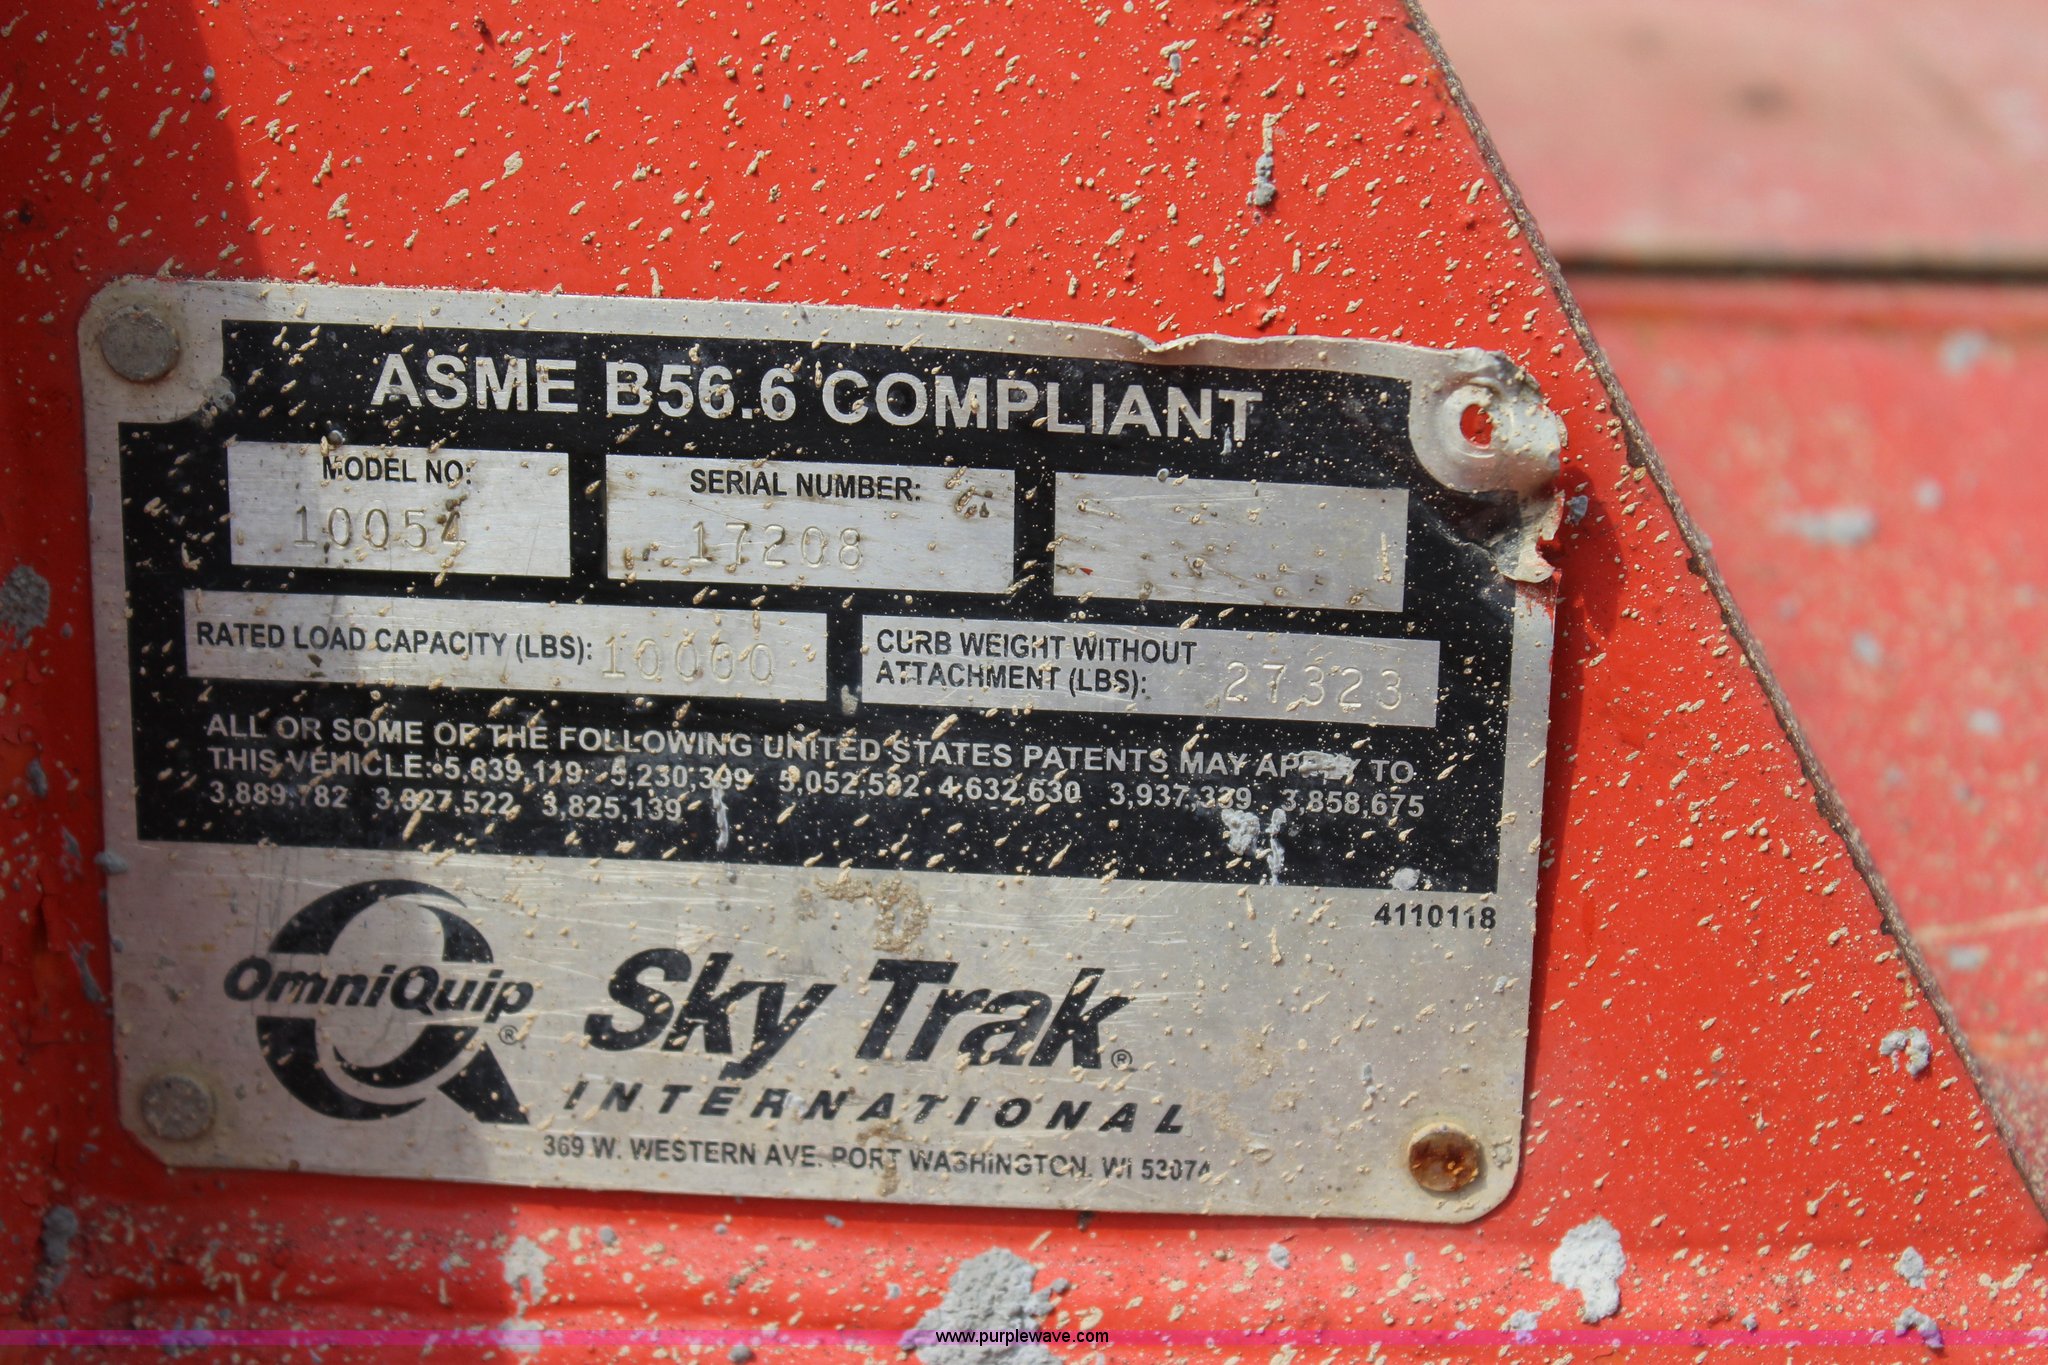 ASME B56.6 COMPLIANT
MODEL NO:
10054
SERIAL NUMBER:
17208
RATED LOAD CAPACITY (LBS): 10000
CURB WEIGHT WITHOUT
ATTACHMENT (LBS): 27323
ALL OR SOME OF THE FOLLOWING UNITED STATES PATENTS MAY APPLY TO
THIS VEHICLE: 5,639,119 5,230,399 5,052,532 4,632,630 3,937,339 3,858,675
3,889,782 3,827,522 3,825,139
4110118
OmniQuip®
Sky Trak®
INTERNATIONAL
369 W. WESTERN AVE. PORT WASHINGTON, WI 53074
www.purplewave.com